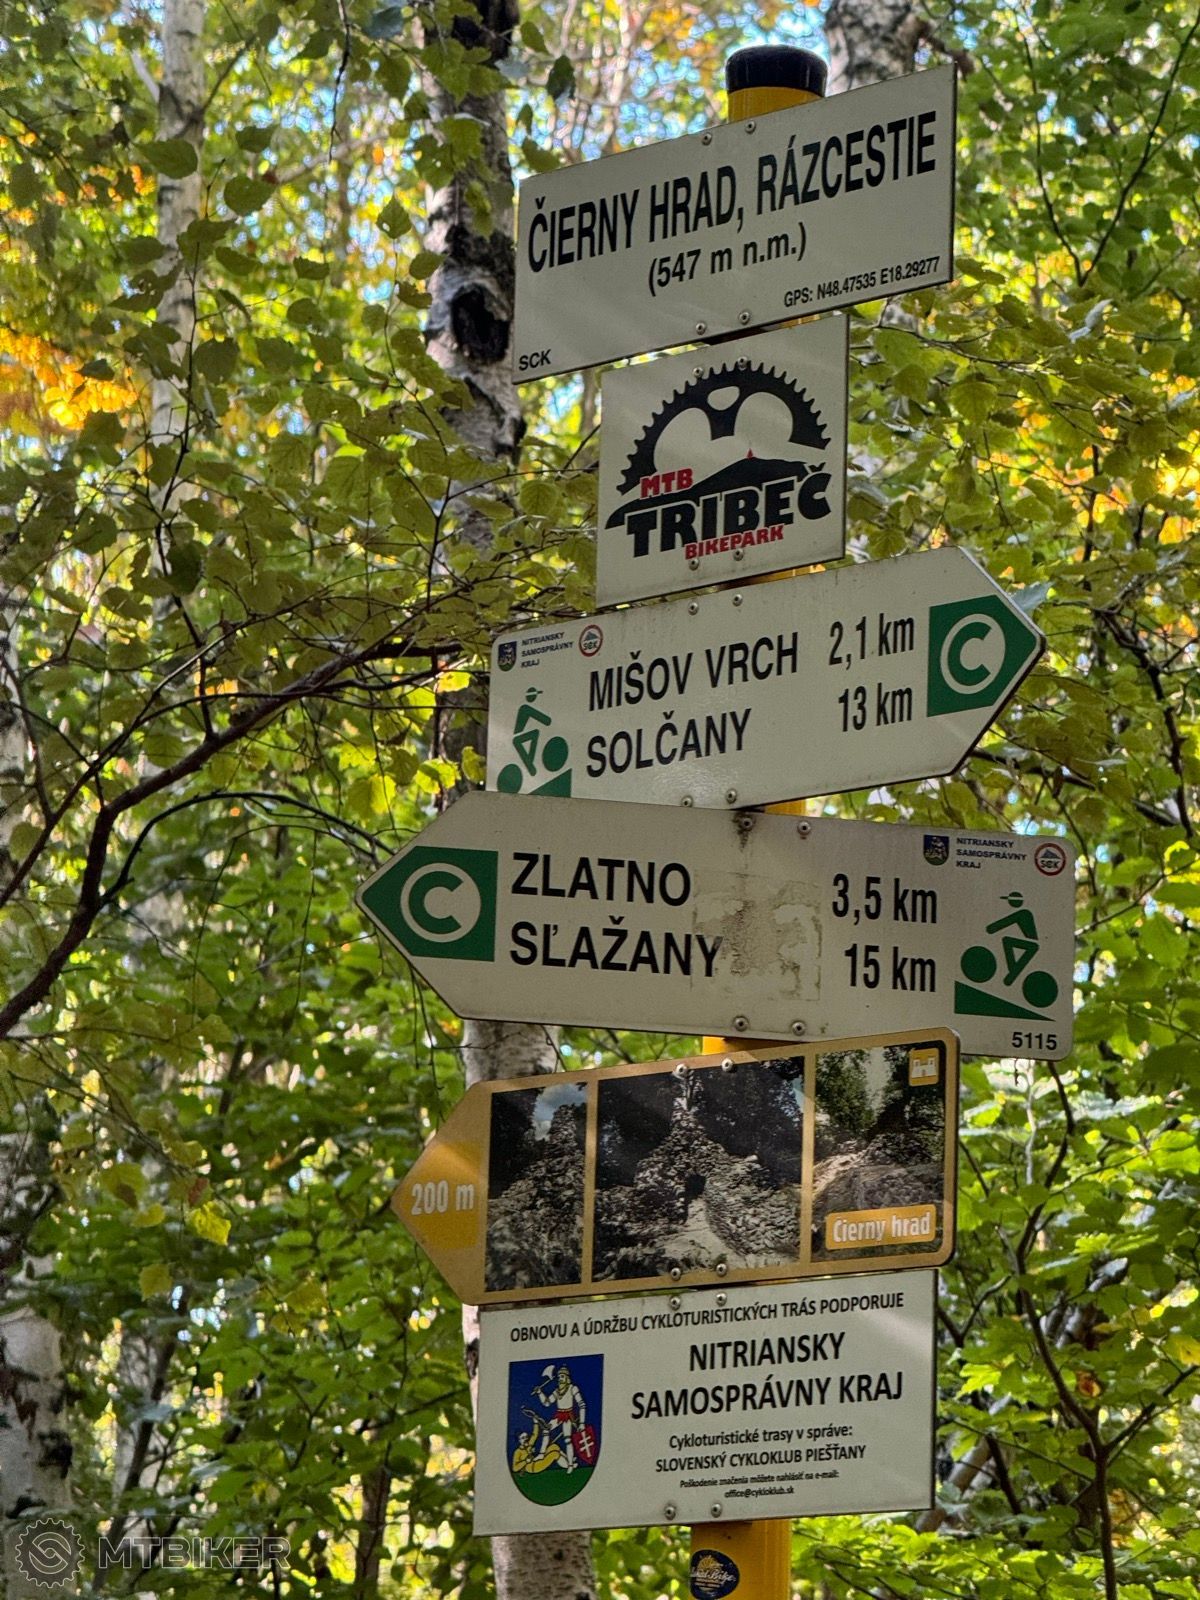 ČIERNY HRAD, RÁZCESTIE
(547 m n.m.)
GPS: N48.47535 E18.29277
SCK
MTB
TRIBEČ
BIKEPARK
NITRIANSKY
SAMOSPRÁVNY
KRAJ
SCK
MIŠOV VRCH 2,1 km
SOLČANY 13 km
C
C
ZLATNO 3,5 km
SĽAŽANY 15 km
NITRIANSKY
SAMOSPRÁVNY
KRAJ
SCK
5115
200 m
Čierny hrad
OBNOVU A ÚDRŽBU CYKLOTURISTICKÝCH TRÁS PODPORUJE
NITRIANSKY
SAMOSPRÁVNY KRAJ
Cykloturistické trasy v správe:
SLOVENSKÝ CYKLOKLUB PIEŠŤANY
Poškodenie značenia môžete nahlásiť na e-mail:
office@cykloklub.sk
MTBIKER